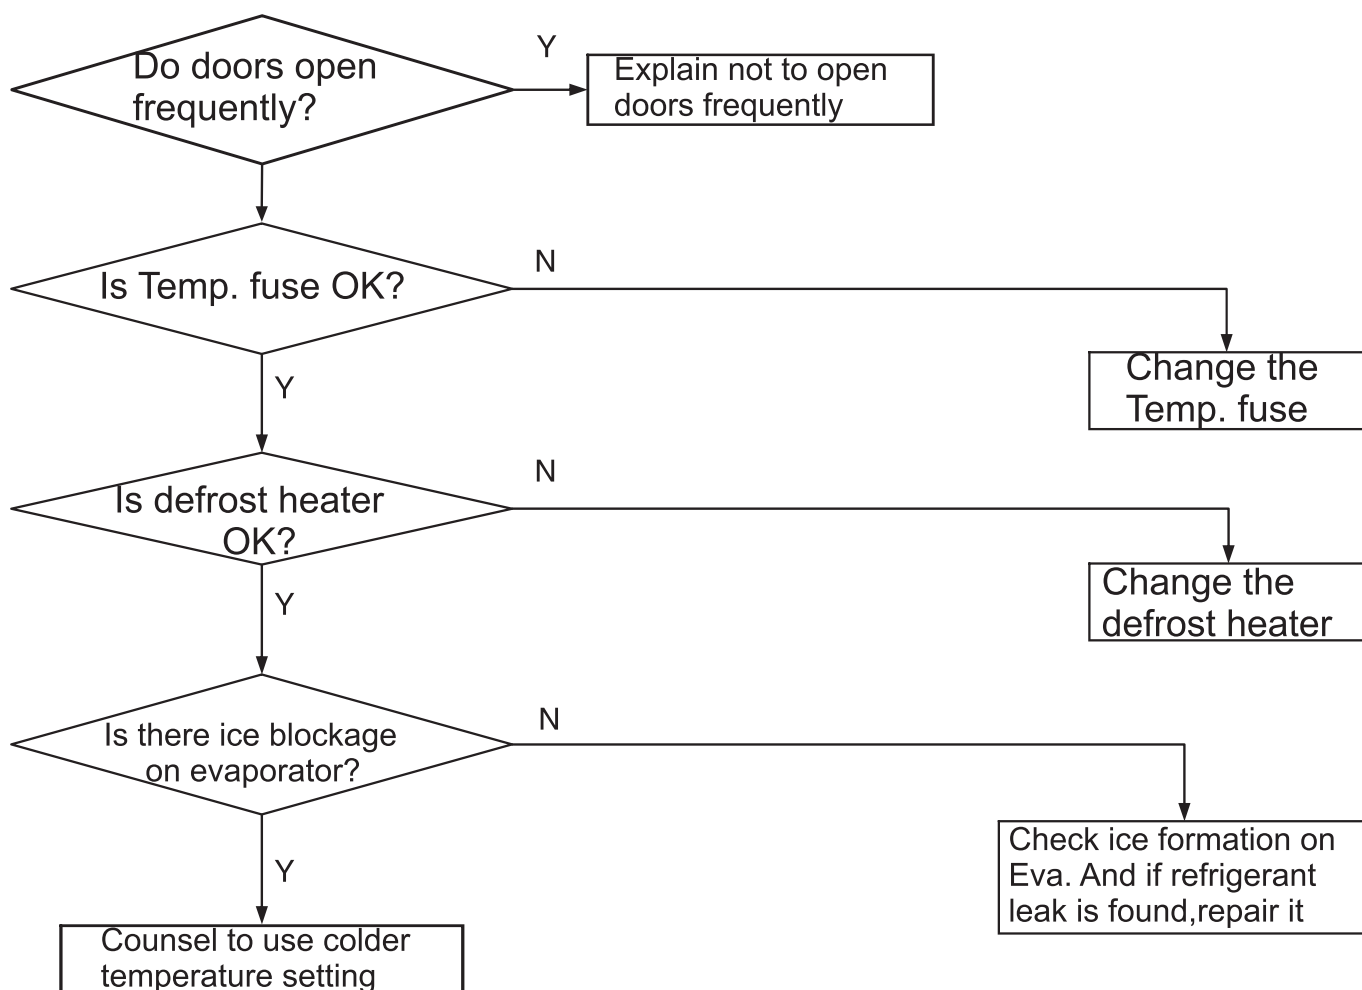 Do doors open
frequently?
Y
Explain not to open
doors frequently
Is Temp. fuse OK?
N
Change the
Temp. fuse
Y
Is defrost heater
OK?
N
Change the
defrost heater
Y
Is there ice blockage
on evaporator?
N
Check ice formation on
Eva. And if refrigerant
leak is found,repair it
Y
Counsel to use colder
temperature setting